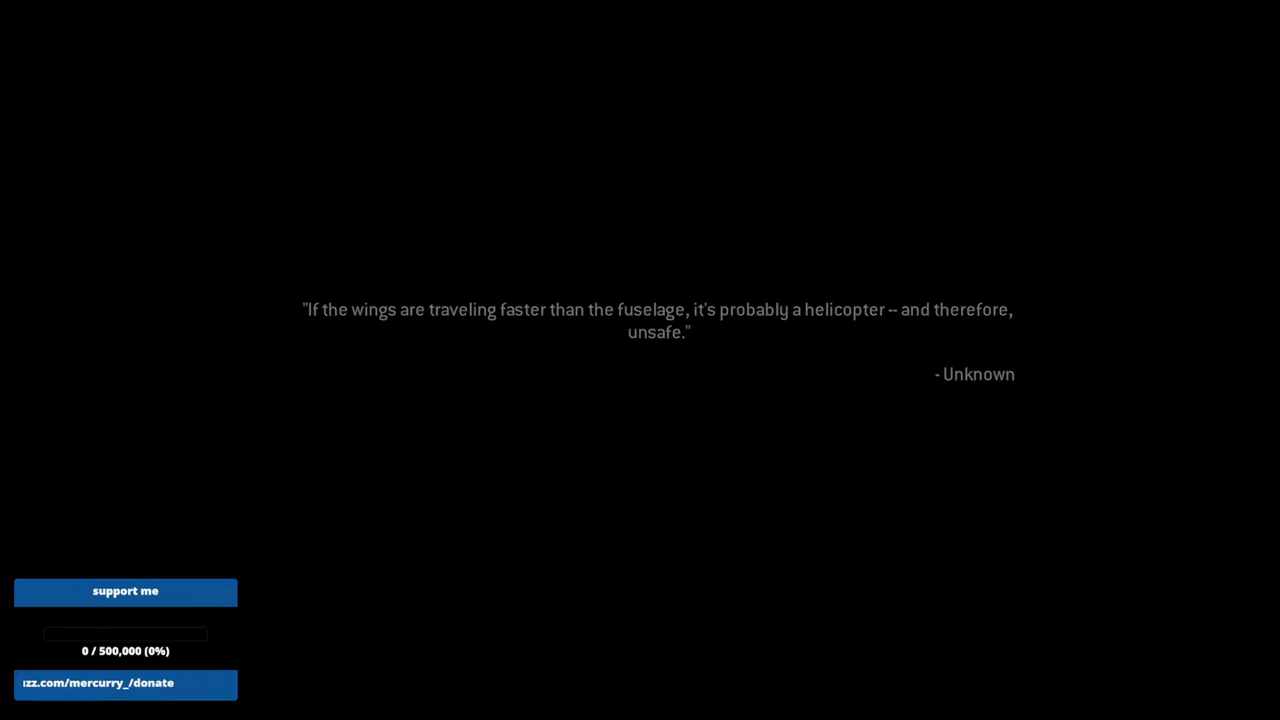 "If the wings are traveling faster than the fuselage, it's probably a helicopter -- and therefore,
unsafe."
- Unknown
support me
0 / 500,000 (0%)
zz.com/mercurry_/donate